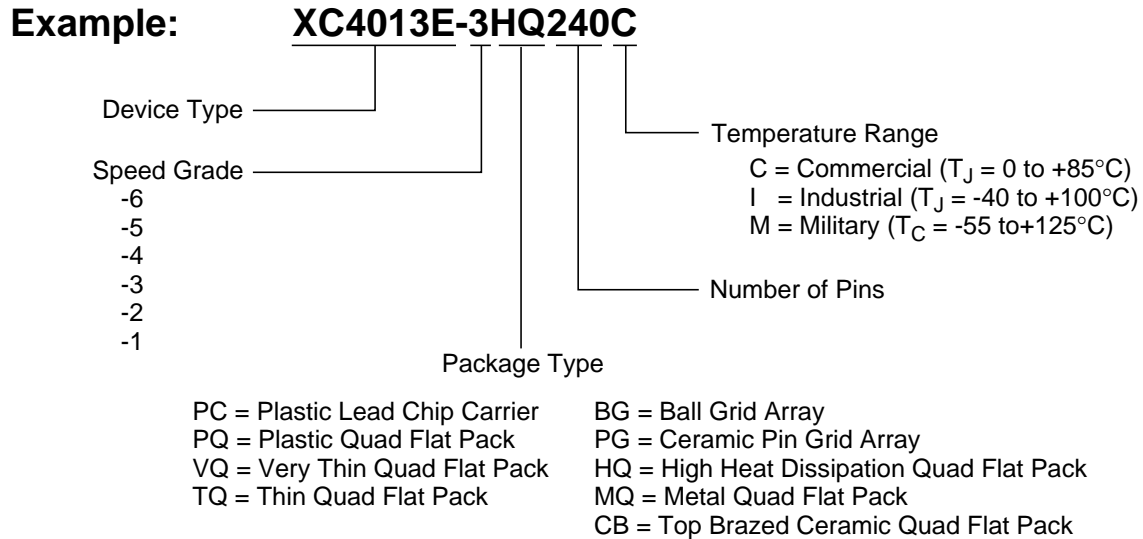 Example: XC4013E-3HQ240C
Device Type
Temperature Range
C = Commercial (TJ = 0 to +85°C)
I = Industrial (TJ = -40 to +100°C)
M = Military (TC = -55 to+125°C)
Speed Grade
-6
-5
-4
-3
-2
-1
Number of Pins
Package Type
PC = Plastic Lead Chip Carrier
PQ = Plastic Quad Flat Pack
VQ = Very Thin Quad Flat Pack
TQ = Thin Quad Flat Pack
BG = Ball Grid Array
PG = Ceramic Pin Grid Array
HQ = High Heat Dissipation Quad Flat Pack
MQ = Metal Quad Flat Pack
CB = Top Brazed Ceramic Quad Flat Pack